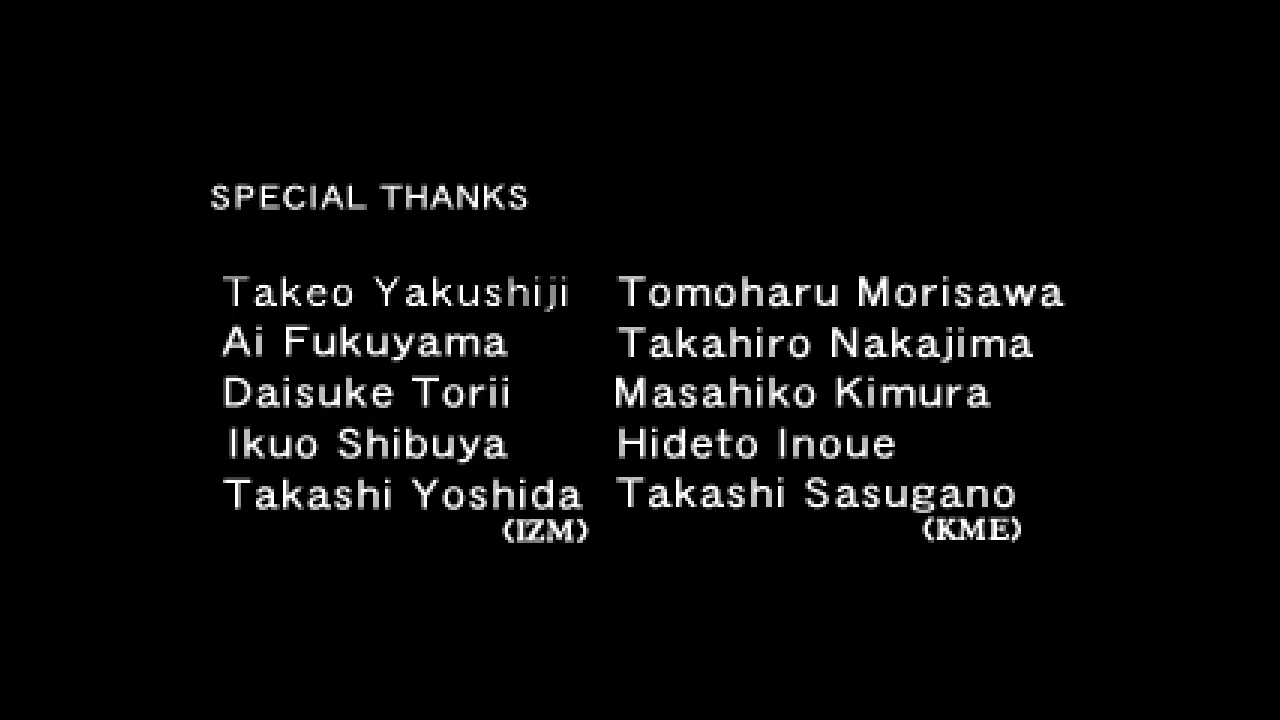 SPECIAL THANKS
Takeo Yakushiji Tomoharu Morisawa
Ai Fukuyama Takahiro Nakajima
Daisuke Torii Masahiko Kimura
Ikuo Shibuya Hideto Inoue
Takashi Yoshida Takashi Sasugano
(IZM) (KME)